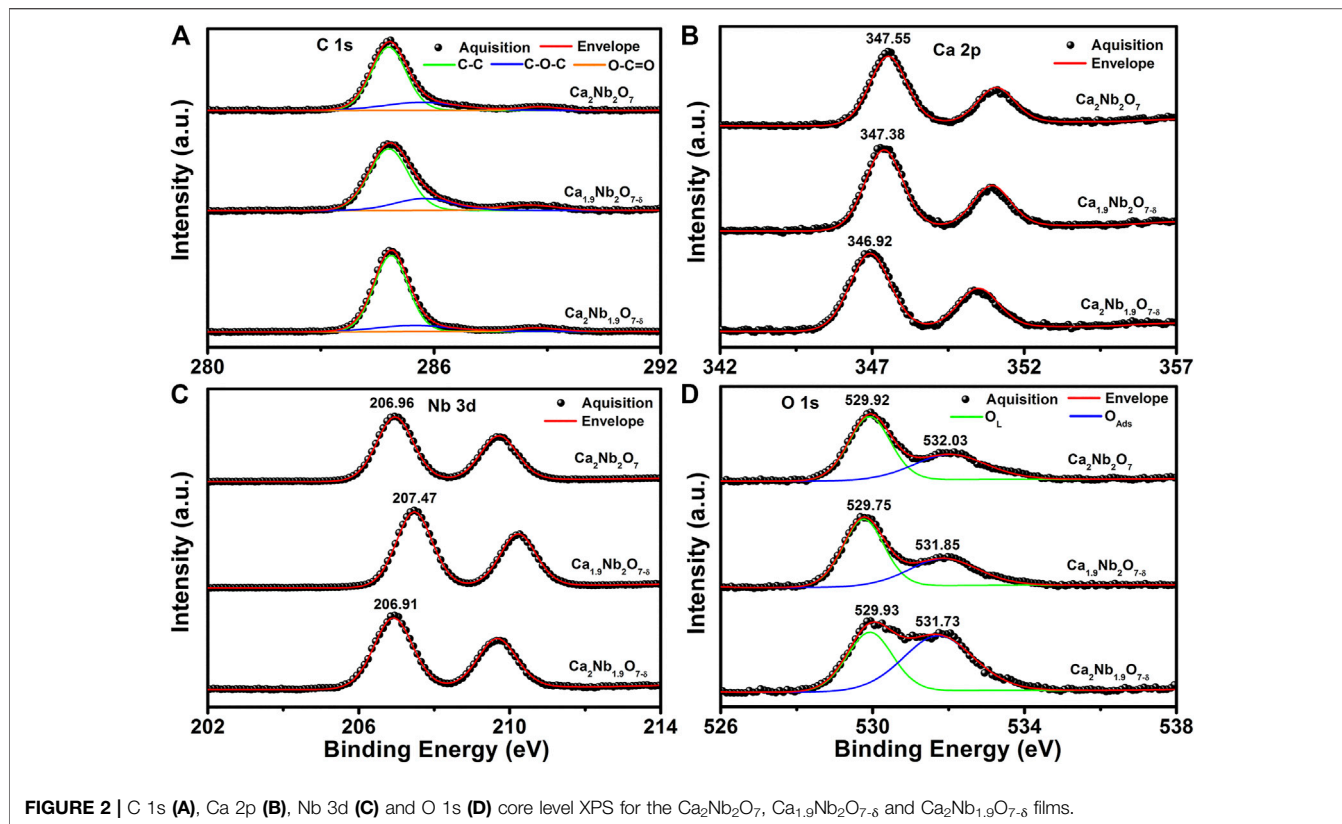 A
C 1s
Aquisition Envelope
C-C C-O-C O-C=O
Ca2Nb2O7
Ca1.9Nb2O7-δ
Ca2Nb1.9O7-δ
Intensity (a.u.)
280 286 292
B
347.55
Ca 2p
Aquisition
Envelope
Ca2Nb2O7
347.38
Ca1.9Nb2O7-δ
346.92
Ca2Nb1.9O7-δ
Intensity (a.u.)
342 347 352 357
C
206.96
Nb 3d
Aquisition
Envelope
Ca2Nb2O7
207.47
Ca1.9Nb2O7-δ
206.91
Ca2Nb1.9O7-δ
Intensity (a.u.)
202 206 210 214
Binding Energy (eV)
D
O 1s
529.92
Aquisition Envelope
OL OAds
532.03
Ca2Nb2O7
529.75
531.85
Ca1.9Nb2O7-δ
529.93
531.73
Ca2Nb1.9O7-δ
Intensity (a.u.)
526 530 534 538
Binding Energy (eV)
FIGURE 2 | C 1s (A), Ca 2p (B), Nb 3d (C) and O 1s (D) core level XPS for the Ca2Nb2O7, Ca1.9Nb2O7-δ and Ca2Nb1.9O7-δ films.